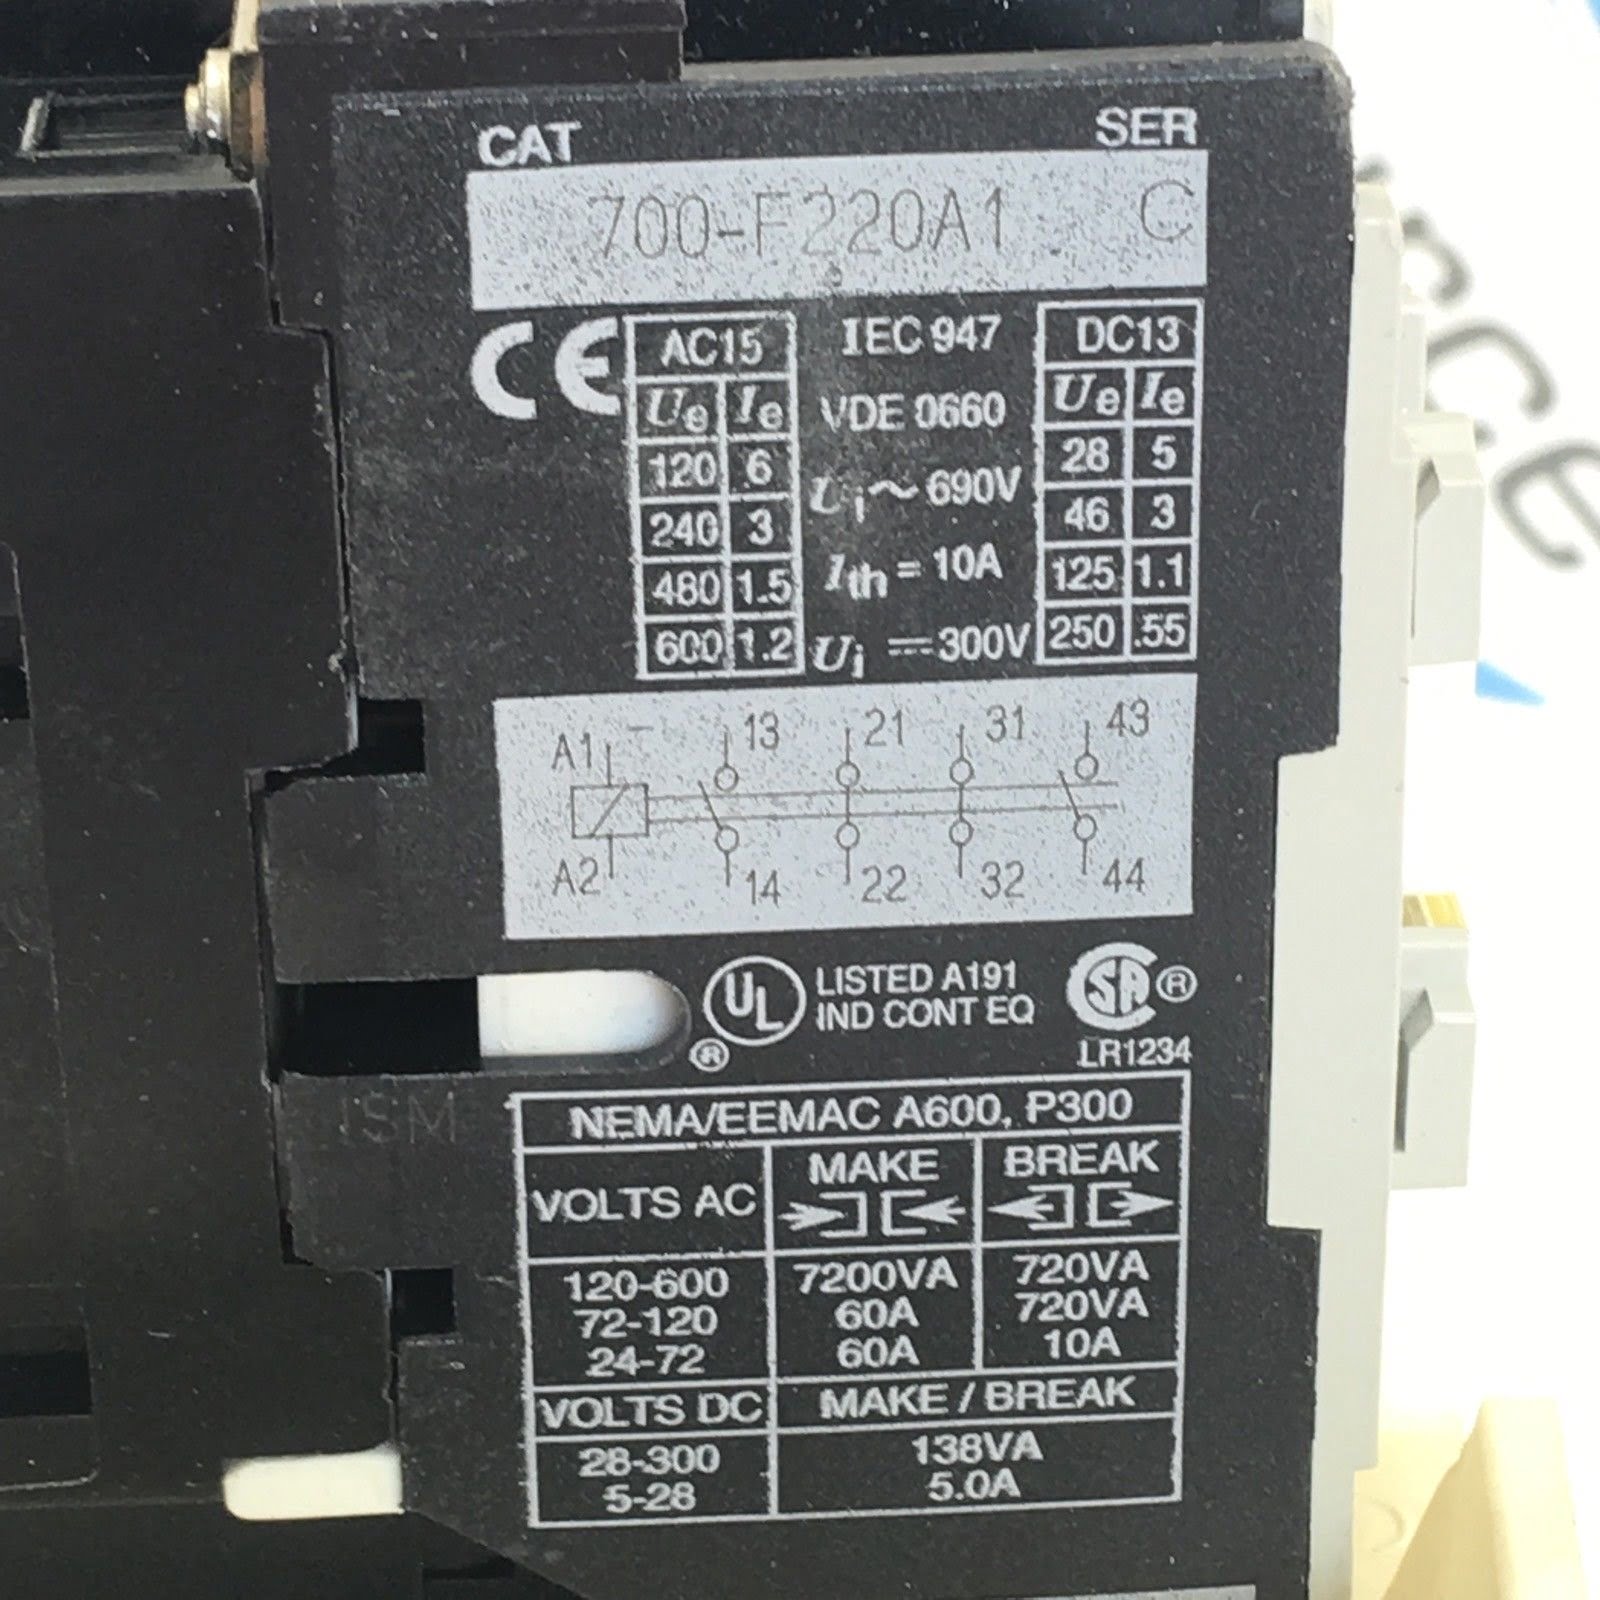 CAT SER
700-F220A1 C
CE
AC15
Ue Ie
120 6
240 3
480 1.5
600 1.2
IEC 947
VDE 0660
Ui ~ 690V
Ith = 10A
Ui ⎓ 300V
DC13
Ue Ie
28 5
46 3
125 1.1
250 .55
A1 13 21 31 43
A2 14 22 32 44
UL ® LISTED A191
IND CONT EQ
SA ®
LR1234
NEMA/EEMAC A600, P300
VOLTS AC MAKE BREAK
120-600 7200VA 720VA
72-120 60A 720VA
24-72 60A 10A
VOLTS DC MAKE / BREAK
28-300 138VA
5-28 5.0A